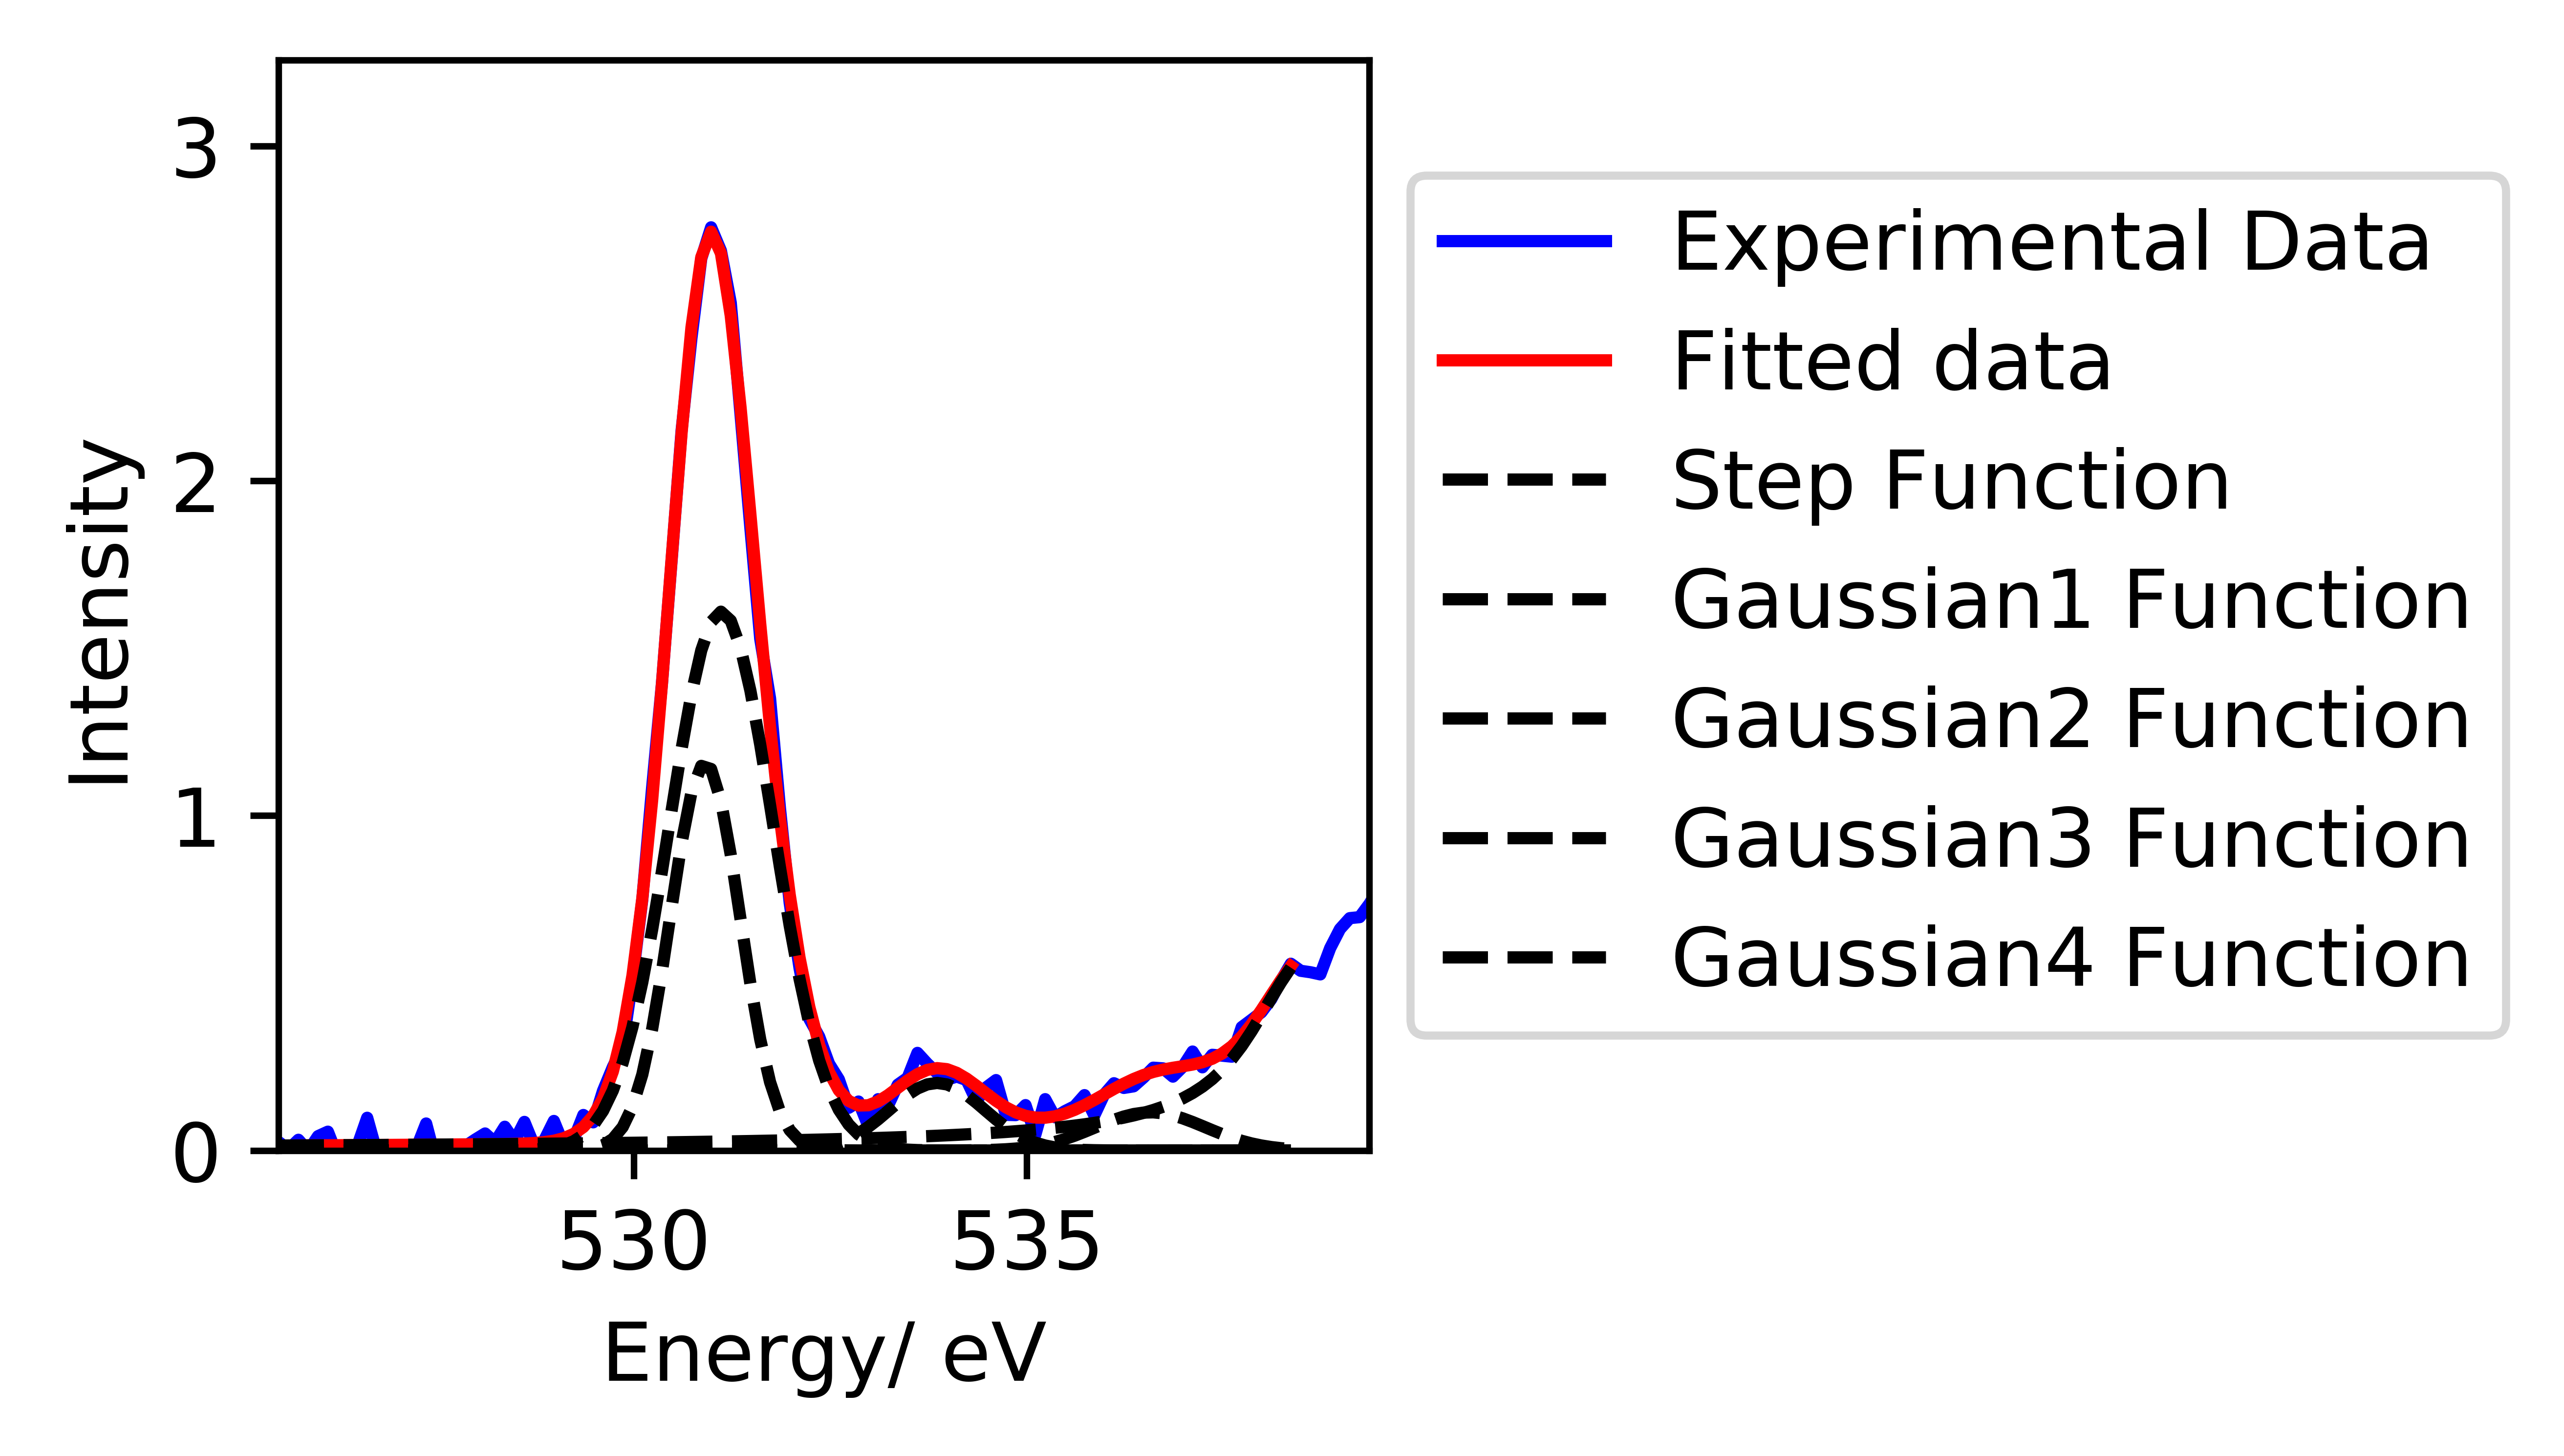 Intensity
3
2
1
0
530
535
Energy/ eV
Experimental Data
Fitted data
Step Function
Gaussian1 Function
Gaussian2 Function
Gaussian3 Function
Gaussian4 Function